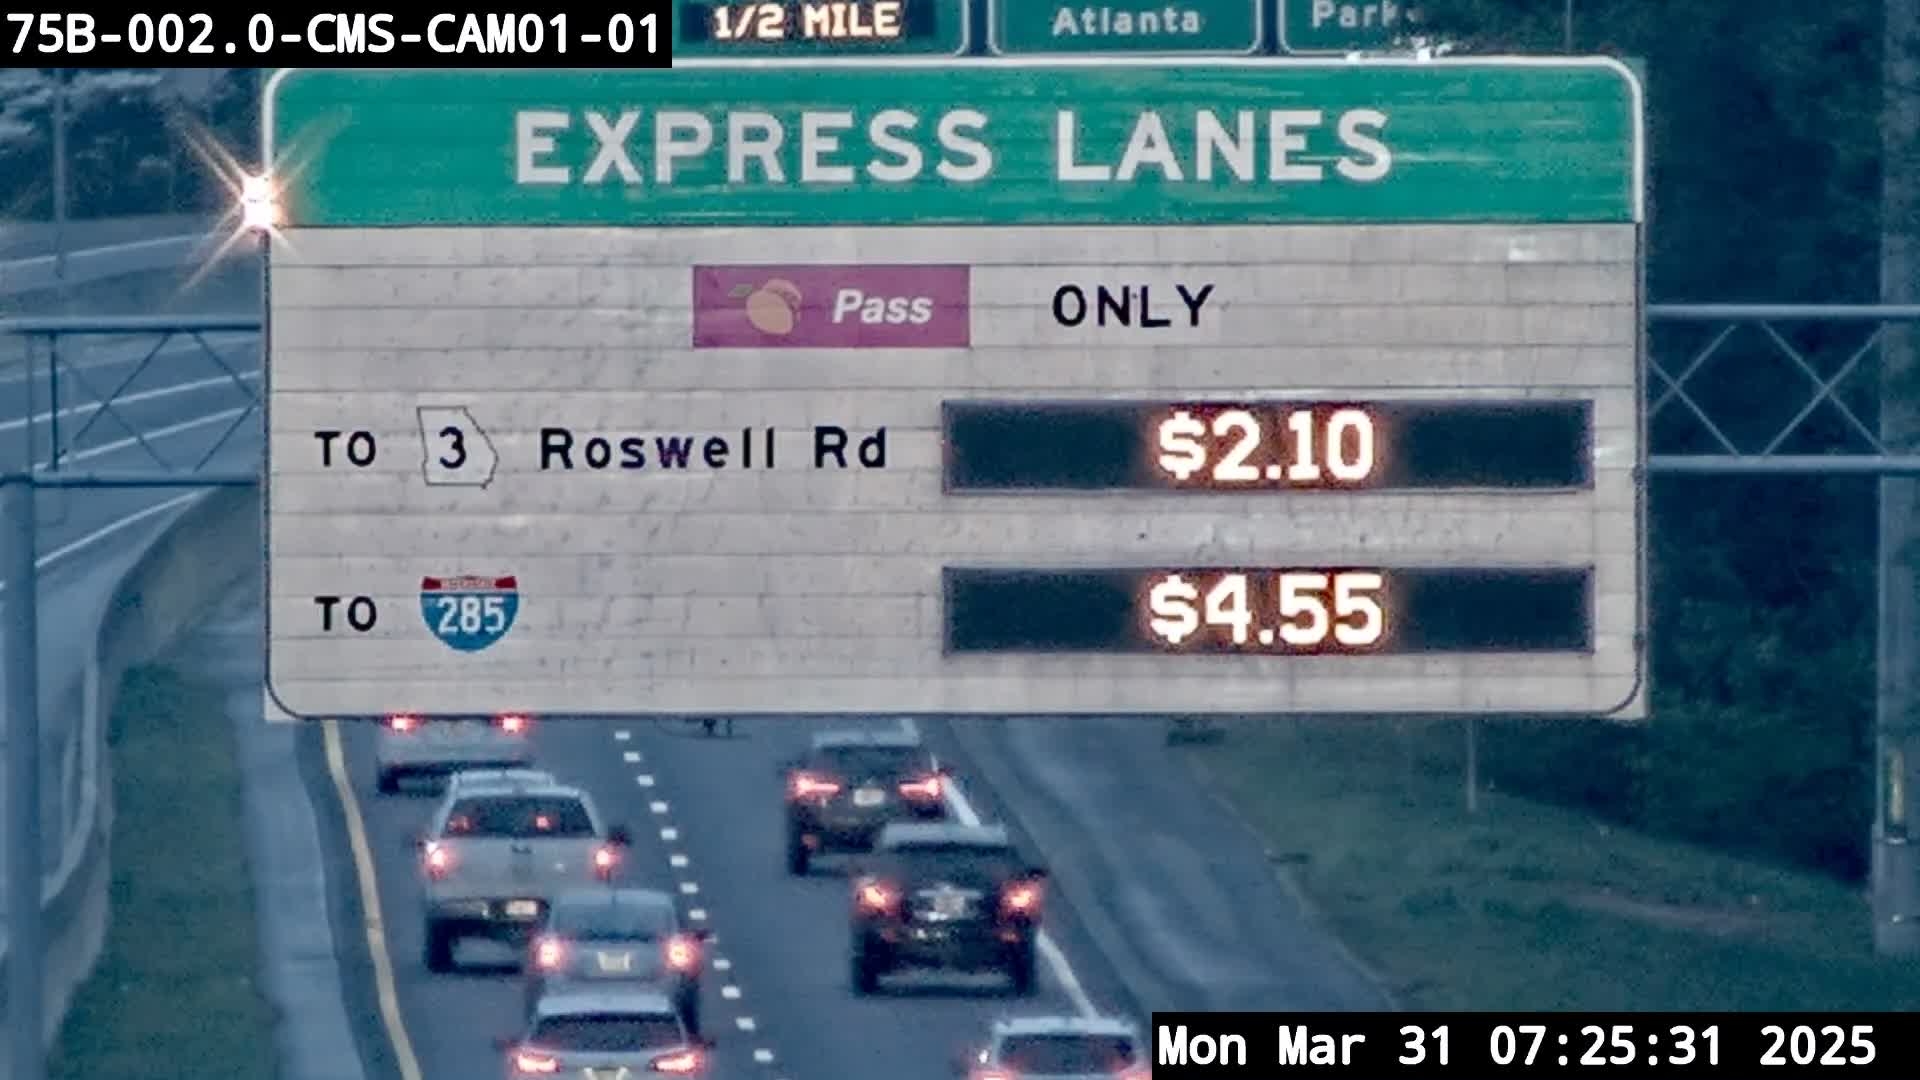 75B-002.0-CMS-CAM01-01
1/2 MILE
Atlanta
Park
EXPRESS LANES
Pass ONLY
TO 3 Roswell Rd $2.10
TO 285 $4.55
Mon Mar 31 07:25:31 2025